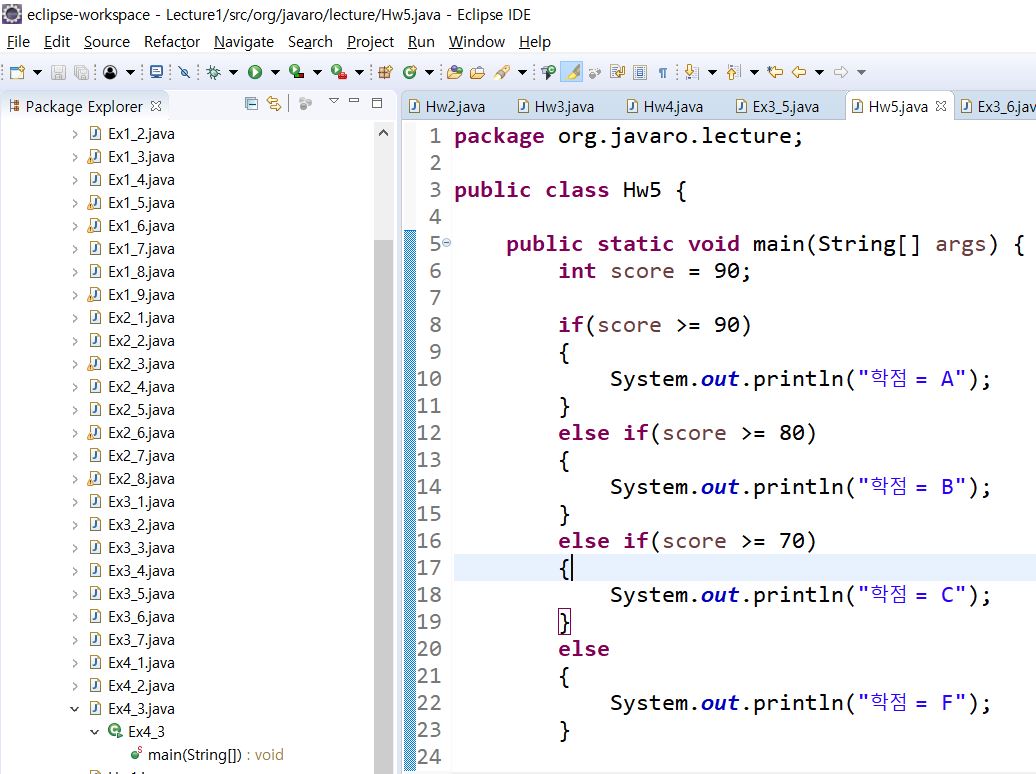 eclipse-workspace - Lecture1/src/org/javaro/lecture/Hw5.java - Eclipse IDE
File Edit Source Refactor Navigate Search Project Run Window Help
Package Explorer
Ex1_2.java
Ex1_3.java
Ex1_4.java
Ex1_5.java
Ex1_6.java
Ex1_7.java
Ex1_8.java
Ex1_9.java
Ex2_1.java
Ex2_2.java
Ex2_3.java
Ex2_4.java
Ex2_5.java
Ex2_6.java
Ex2_7.java
Ex2_8.java
Ex3_1.java
Ex3_2.java
Ex3_3.java
Ex3_4.java
Ex3_5.java
Ex3_6.java
Ex3_7.java
Ex4_1.java
Ex4_2.java
Ex4_3.java
Ex4_3
main(String[]) : void
Hw2.java Hw3.java Hw4.java Ex3_5.java Hw5.java Ex3_6.jav
1 package org.javaro.lecture;
2
3 public class Hw5 {
4
5 public static void main(String[] args) {
6 int score = 90;
7
8 if(score >= 90)
9 {
10 System.out.println("학점 = A");
11 }
12 else if(score >= 80)
13 {
14 System.out.println("학점 = B");
15 }
16 else if(score >= 70)
17 {
18 System.out.println("학점 = C");
19 }
20 else
21 {
22 System.out.println("학점 = F");
23 }
24